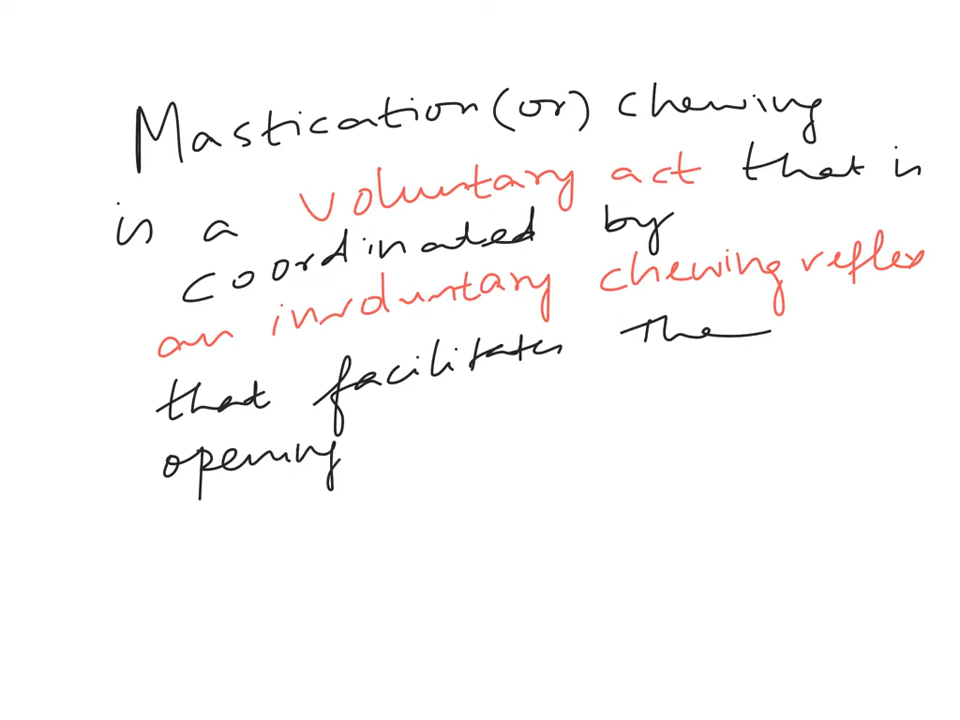 Mastication (or) chewing
is a voluntary act that is
coordinated by
an involuntary chewing reflex
that facilitates the
opening